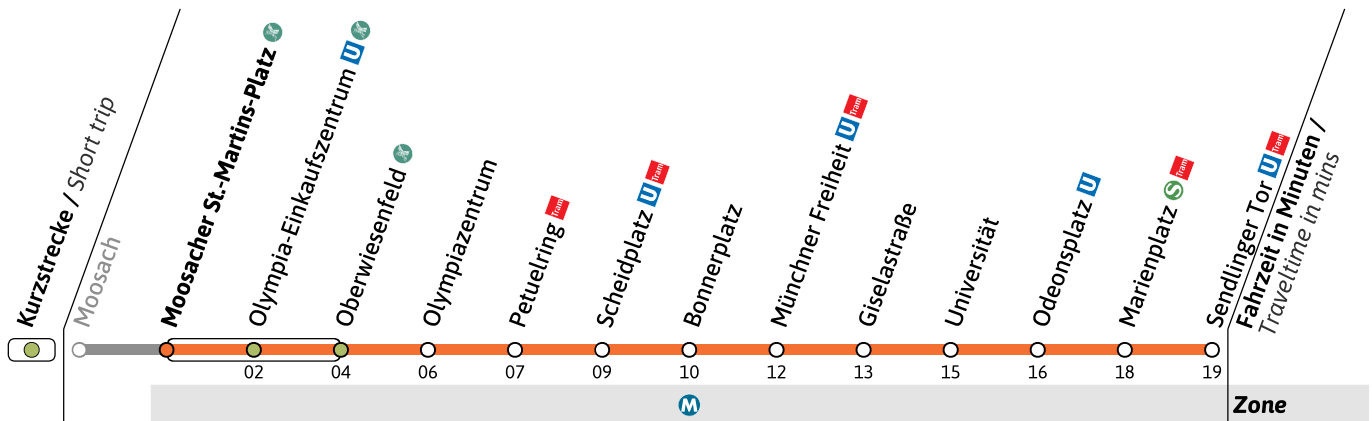 Kurzstrecke / Short trip
Moosach
Moosacher St.-Martins-Platz
Olympia-Einkaufszentrum U
Oberwiesenfeld
Olympiazentrum
Petuelring Tram
Scheidplatz U Tram
Bonnerplatz
Münchner Freiheit U Tram
Giselastraße
Universität
Odeonsplatz U
Marienplatz S Tram
Sendlinger Tor U Tram
Fahrzeit in Minuten /
Traveltime in mins
02 04 06 07 09 10 12 13 15 16 18 19
M Zone